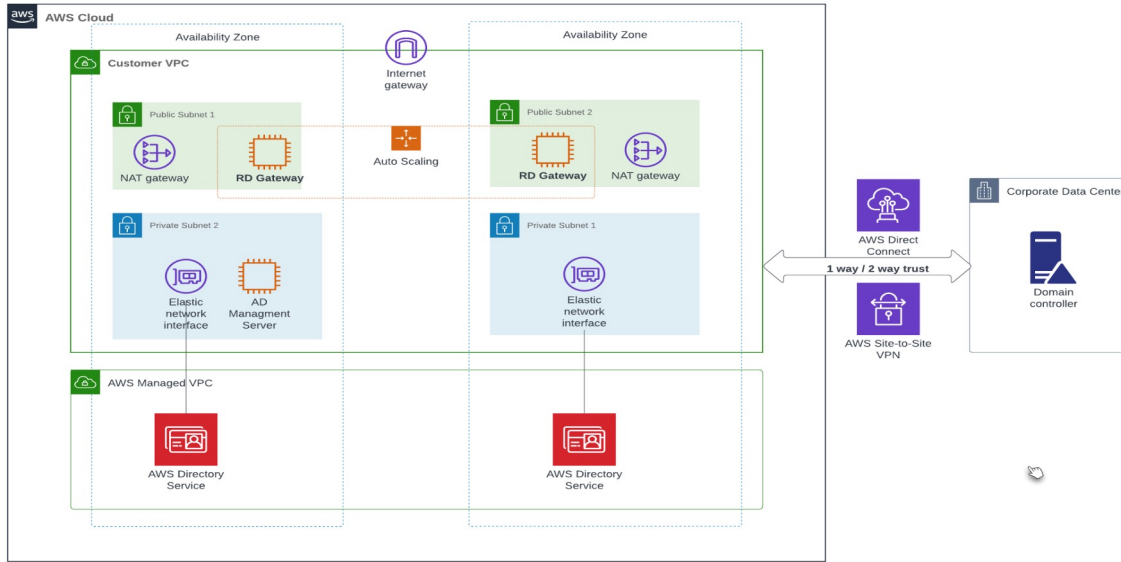 aws
AWS Cloud
Availability Zone
Availability Zone
Customer VPC
Internet
gateway
Public Subnet 1
NAT gateway
RD Gateway
Auto Scaling
Public Subnet 2
RD Gateway
NAT gateway
Private Subnet 2
Elastic
network
interface
AD
Managment
Server
Private Subnet 1
Elastic
network
interface
AWS Direct
Connect
1 way / 2 way trust
AWS Site-to-Site
VPN
Corporate Data Cente
Domain
controller
AWS Managed VPC
AWS Directory
Service
AWS Directory
Service